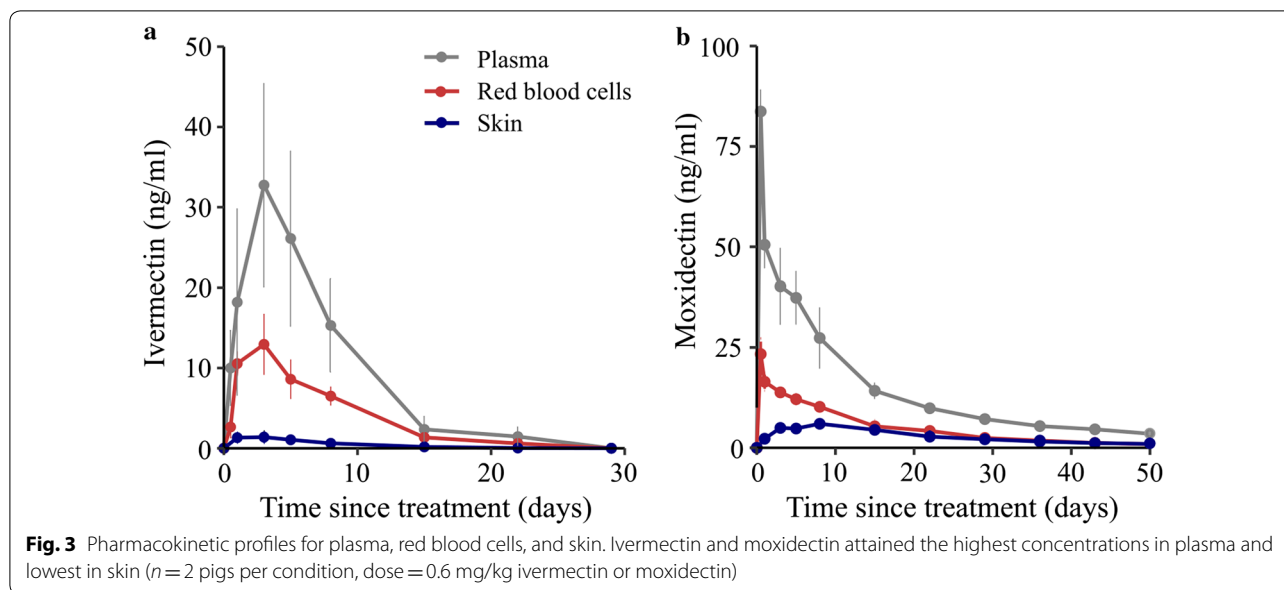 a
50
40
30
20
10
0
Ivermectin (ng/ml)
Plasma
Red blood cells
Skin
0 10 20 30
Time since treatment (days)
b
100
75
50
25
0
Moxidectin (ng/ml)
0 10 20 30 40 50
Time since treatment (days)
Fig. 3 Pharmacokinetic profiles for plasma, red blood cells, and skin. Ivermectin and moxidectin attained the highest concentrations in plasma and
lowest in skin (n = 2 pigs per condition, dose = 0.6 mg/kg ivermectin or moxidectin)